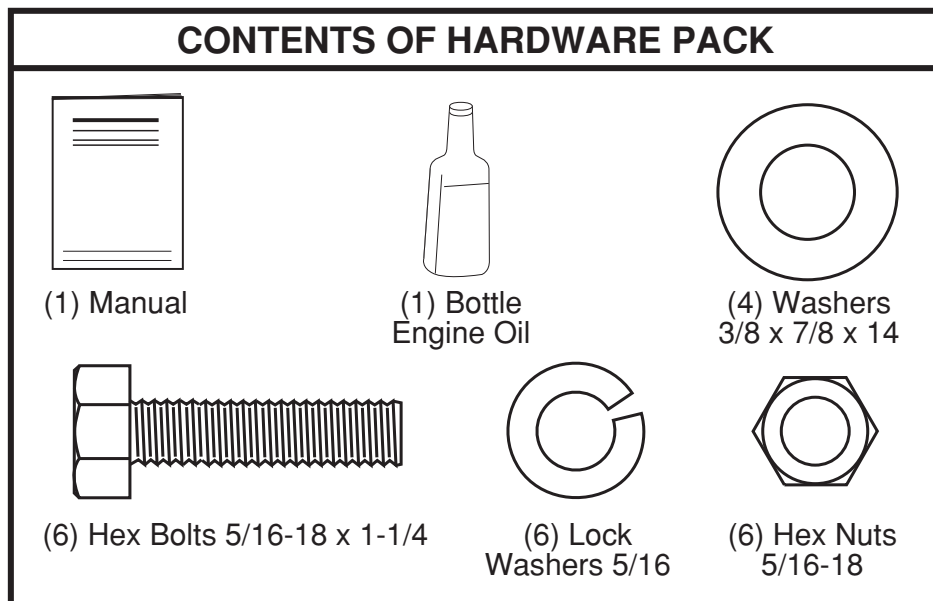 CONTENTS OF HARDWARE PACK
(1) Manual
(1) Bottle
Engine Oil
(4) Washers
3/8 x 7/8 x 14
(6) Hex Bolts 5/16-18 x 1-1/4
(6) Lock
Washers 5/16
(6) Hex Nuts
5/16-18